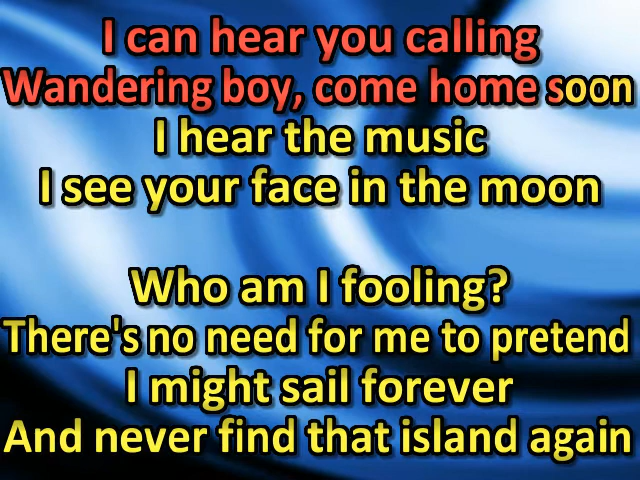 I can hear you calling
Wandering boy, come home soon
I hear the music
I see your face in the moon
Who am I fooling?
There's no need for me to pretend
I might sail forever
And never find that island again